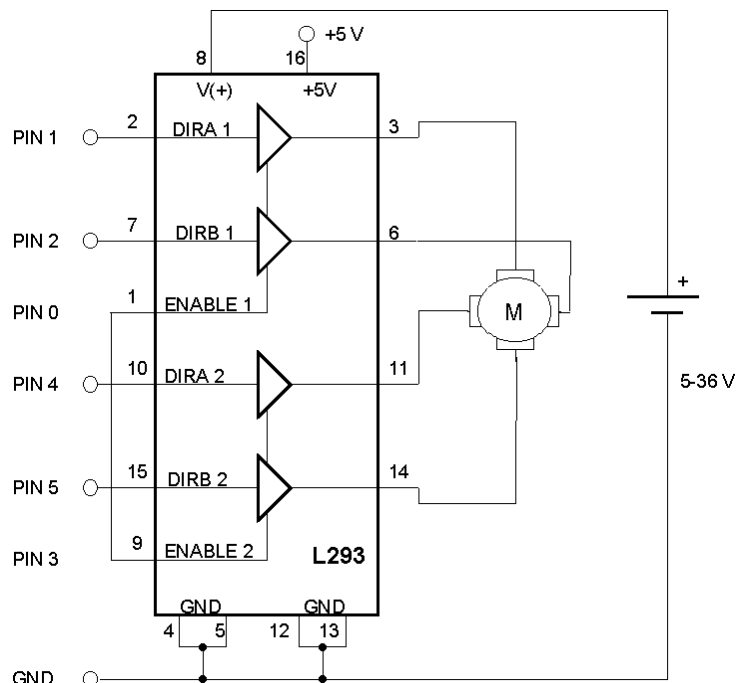 +5 V
8 16
V(+) +5V
PIN 1 2 DIRA 1 3
PIN 2 7 DIRB 1 6
PIN 0 1 ENABLE 1
+
M
PIN 4 10 DIRA 2 11
5-36 V
PIN 5 15 DIRB 2 14
PIN 3 9 ENABLE 2 L293
GND GND
4 5 12 13
GND